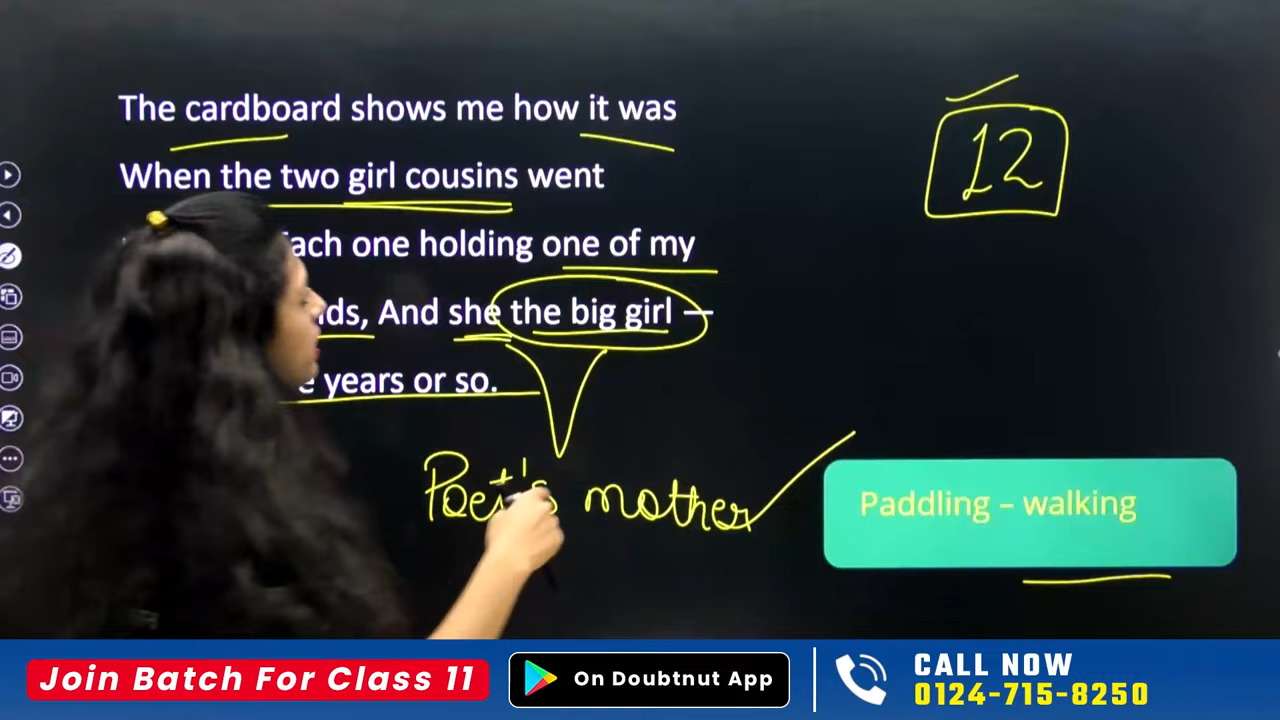 The cardboard shows me how it was
When the two girl cousins went
ach one holding one of my
nds, And she the big girl —
e years or so.
12
Poet's mother
Paddling – walking
Join Batch For Class 11
On Doubtnut App
CALL NOW
0124-715-8250